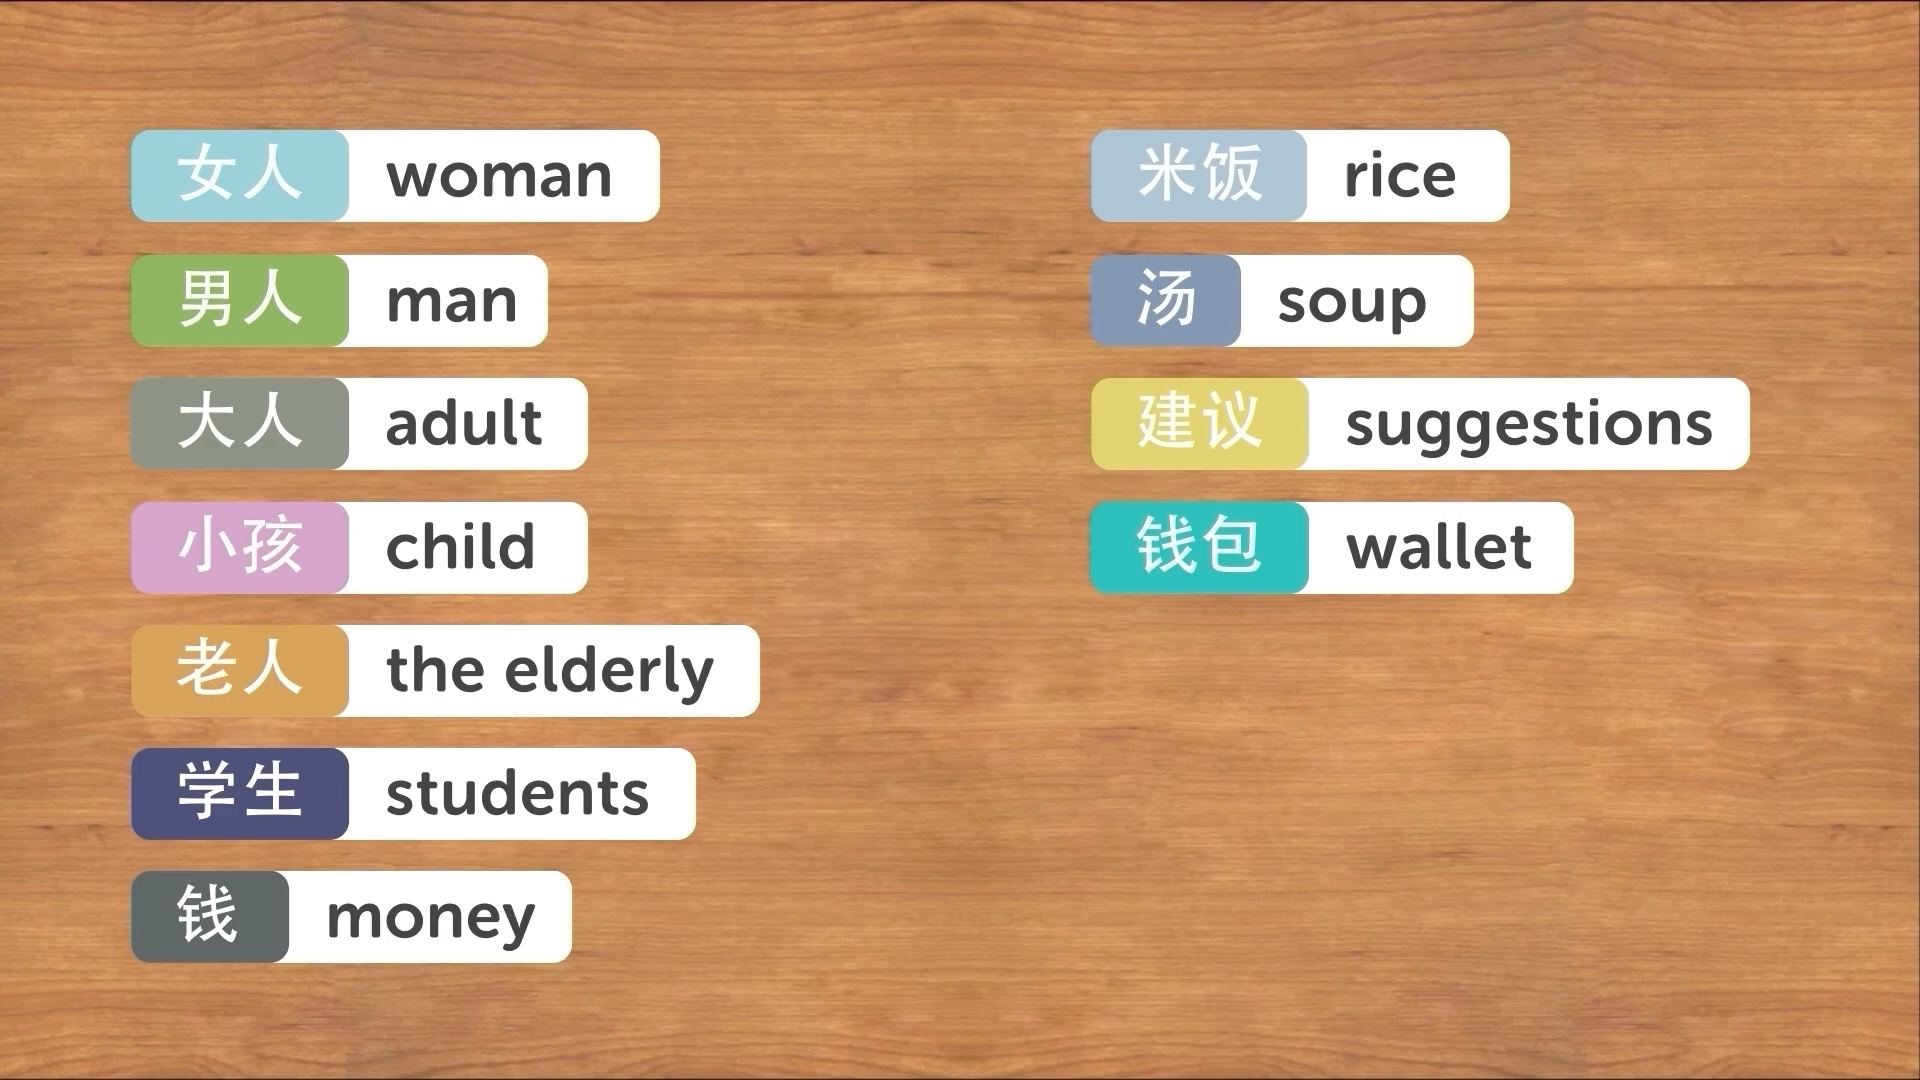 女人 woman
男人 man
大人 adult
小孩 child
老人 the elderly
学生 students
钱 money
米饭 rice
汤 soup
建议 suggestions
钱包 wallet